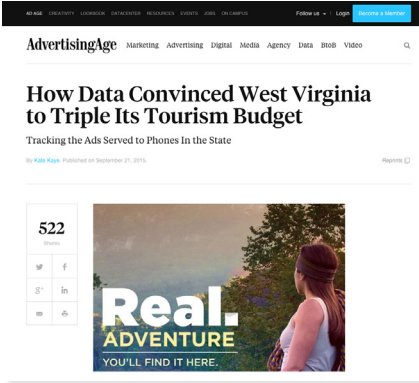 AD AGE CREATIVITY LOOKBOOK DATACENTER RESOURCES EVENTS JOBS ON CAMPUS Follow us Login Become a Member
AdvertisingAge Marketing Advertising Digital Media Agency Data BtoB Video
How Data Convinced West Virginia
to Triple Its Tourism Budget
Tracking the Ads Served to Phones In the State
By Kate Kaye. Published on September 21, 2015. Reprints
522
Shares
Real.
ADVENTURE
YOU'LL FIND IT HERE.